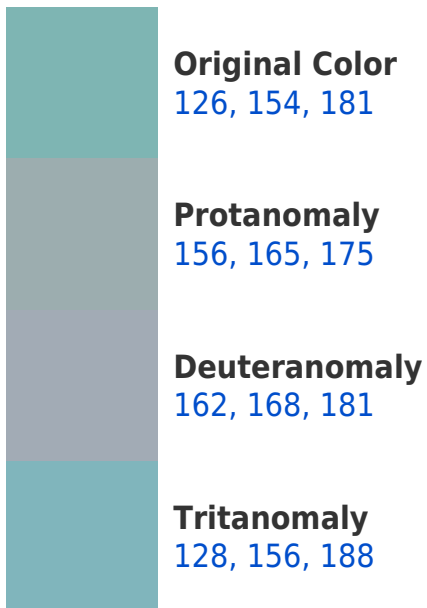 Original Color
126, 154, 181
Protanomaly
156, 165, 175
Deuteranomaly
162, 168, 181
Tritanomaly
128, 156, 188